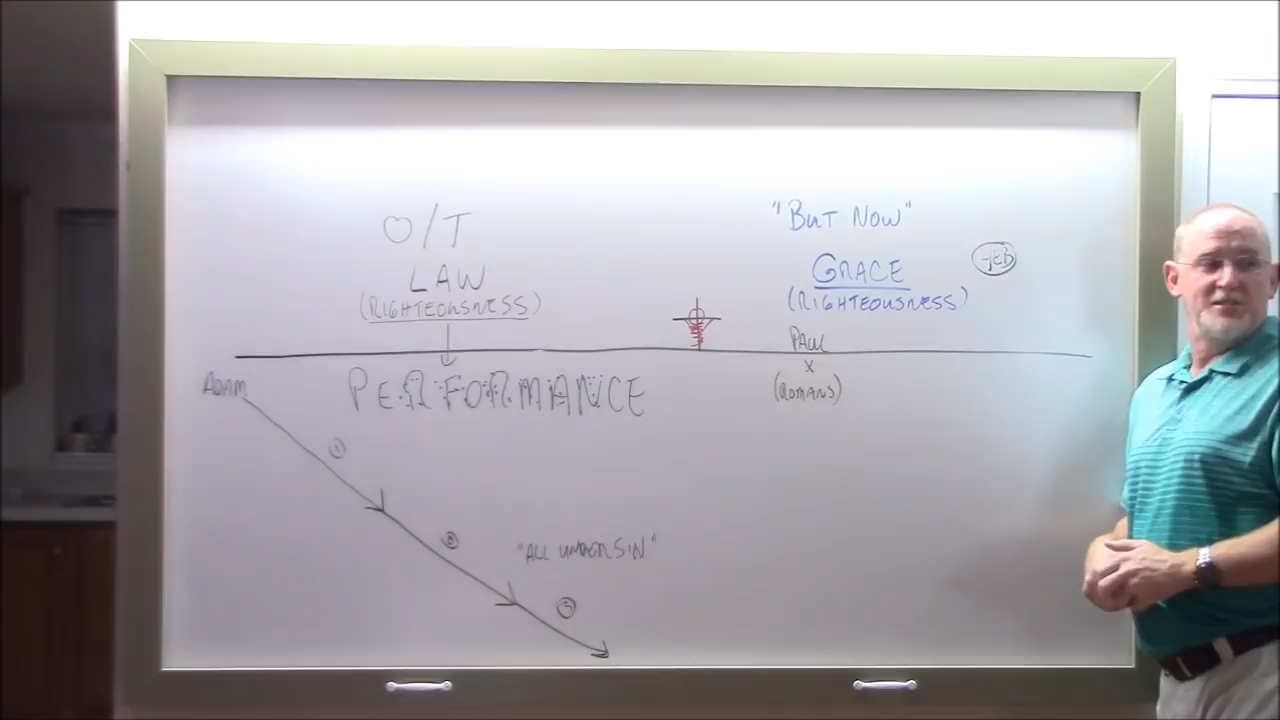 O/T
LAW
(RIGHTEOUSNESS)
"BUT NOW"
GRACE
(RIGHTEOUSNESS)
PAUL
X
(ROMANS)
ADAM
PERFORMANCE
1
2
"ALL UNDER SIN"
3